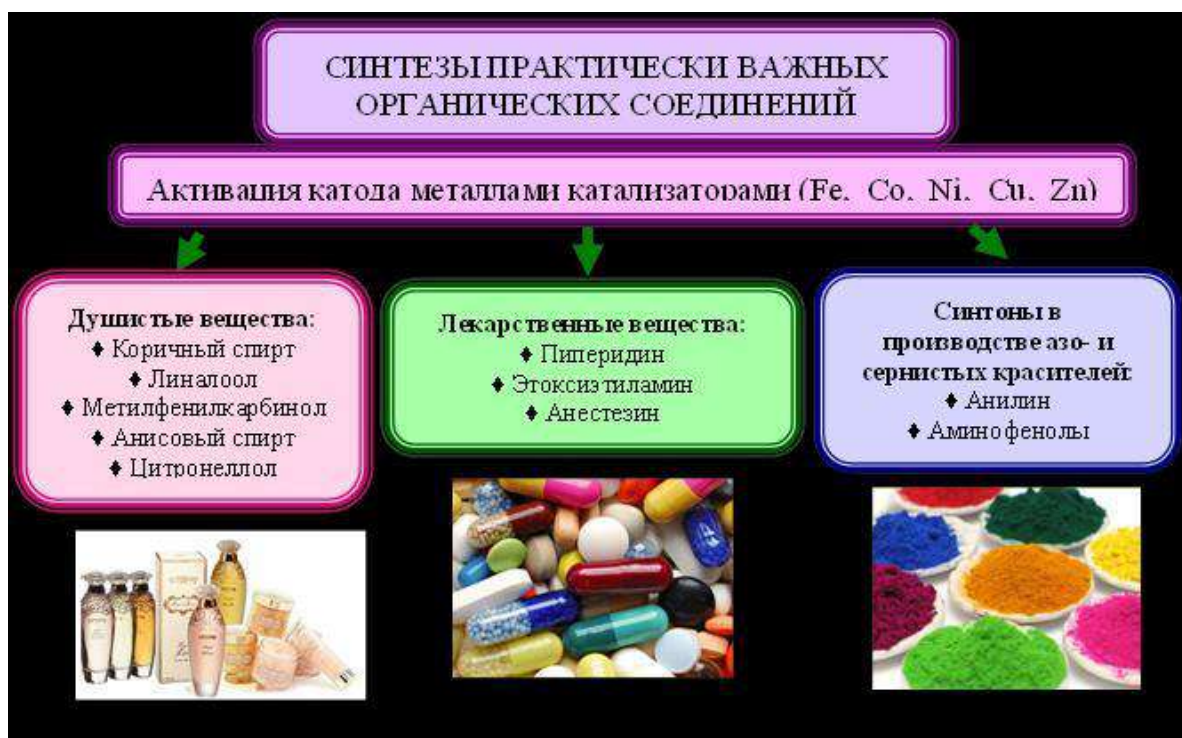 СИНТЕЗЫ ПРАКТИЧЕСКИ ВАЖНЫХ
ОРГАНИЧЕСКИХ СОЕДИНЕНИЙ
Активация катода металлами катализаторами (Fe, Co, Ni, Cu, Zn)
Душистые вещества:
♦ Коричный спирт
♦ Линалоол
♦ Метилфенилкарбинол
♦ Анисовый спирт
♦ Цитронеллол
Лекарственные вещества:
♦ Пиперидин
♦ Этоксиэтиламин
♦ Анестезин
Синтоны в
производстве азо- и
сернистых красителей:
♦ Анилин
♦ Аминофенолы